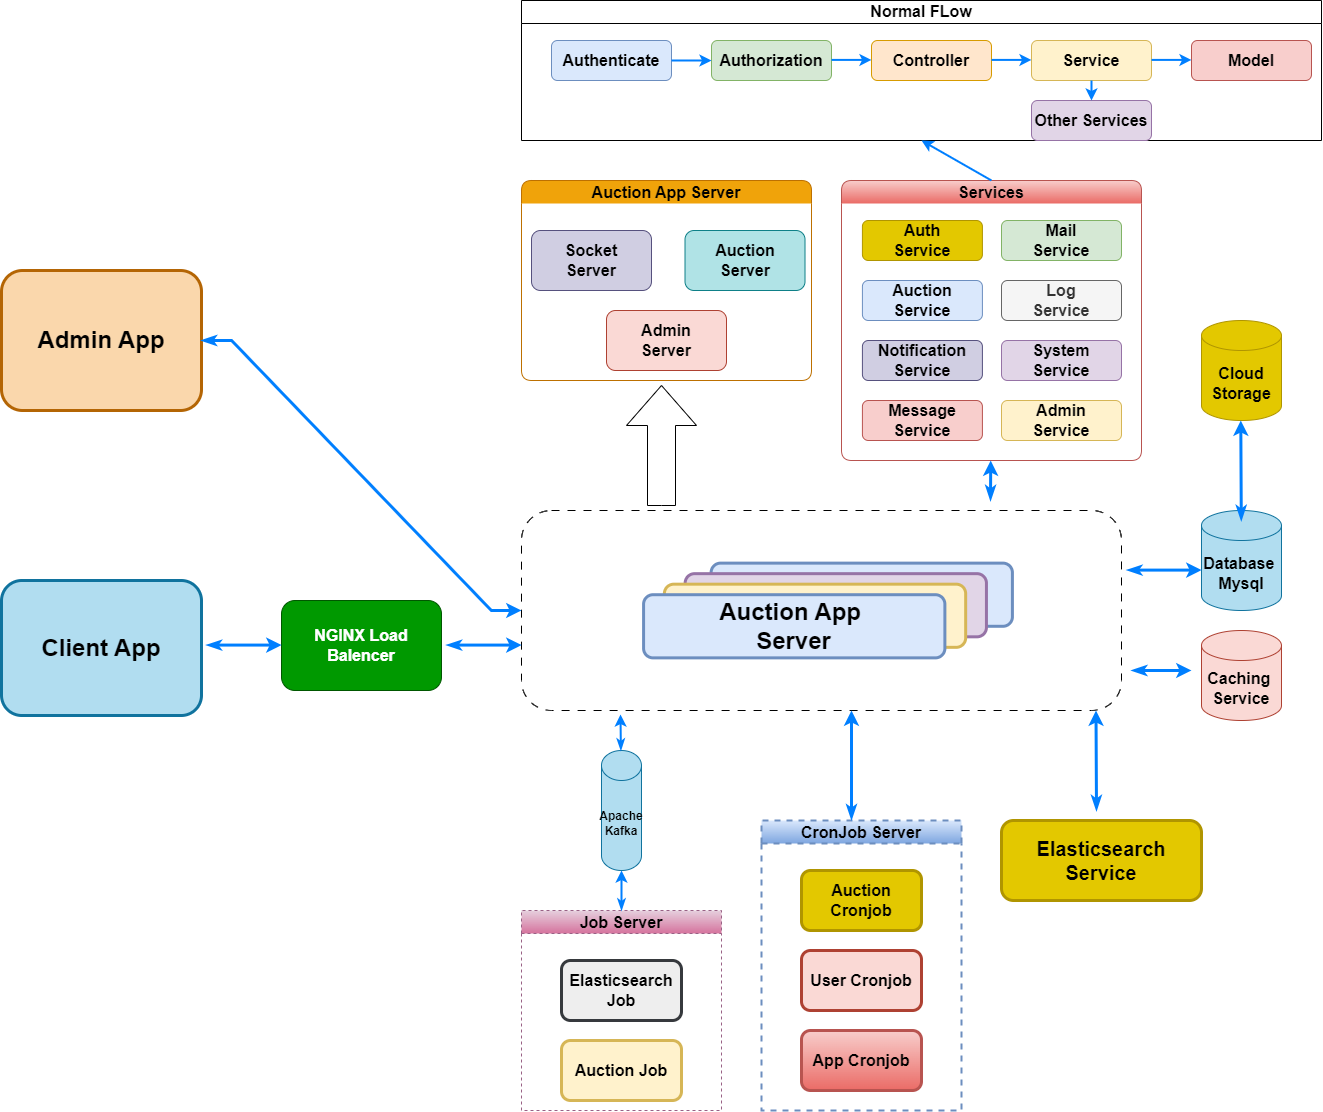 Normal FLow
Authenticate
Authorization
Controller
Service
Model
Other Services
Auction App Server
Socket
Server
Auction
Server
Admin
Server
Services
Auth
Service
Mail
Service
Auction
Service
Log
Service
Notification
Service
System
Service
Message
Service
Admin
Service
Admin App
Cloud
Storage
Database
Mysql
Client App
NGINX Load
Balencer
Auction App
Server
Caching
Service
Apache
Kafka
CronJob Server
Auction
Cronjob
User Cronjob
App Cronjob
Elasticsearch
Service
Job Server
Elasticsearch
Job
Auction Job